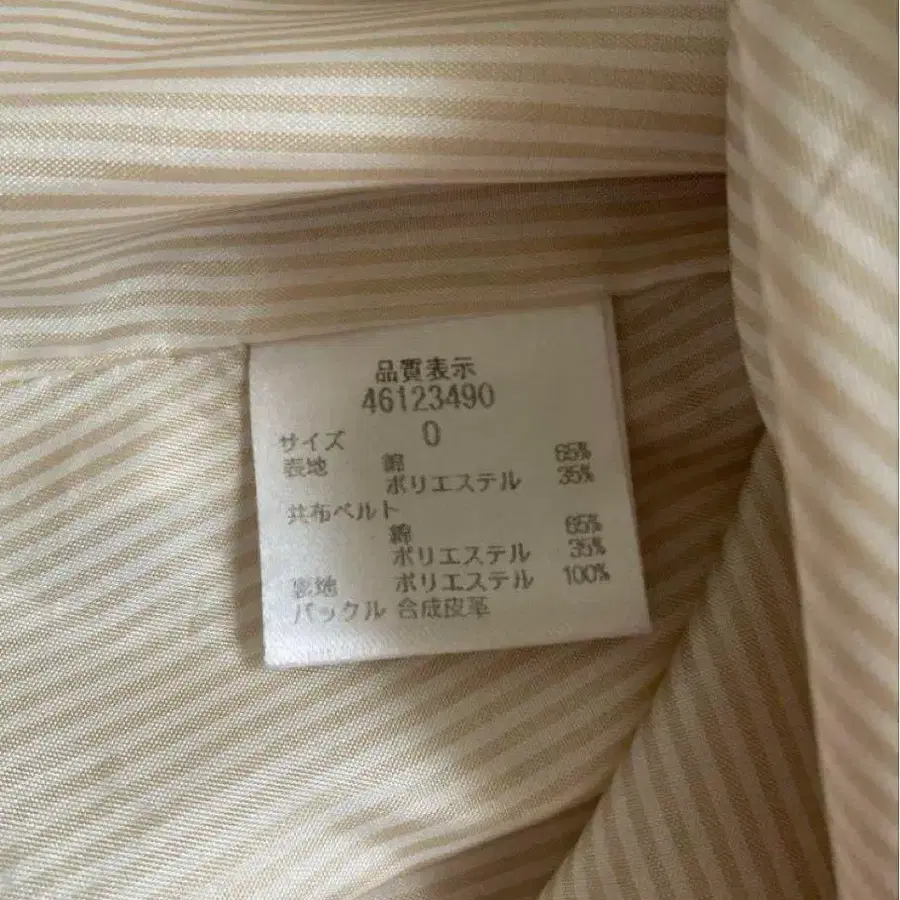 品質表示
46123490
サイズ 0
表地 綿 65%
ポリエステル 35%
共布ベルト
綿 65%
ポリエステル 35%
裏地 ポリエステル 100%
バックル 合成皮革